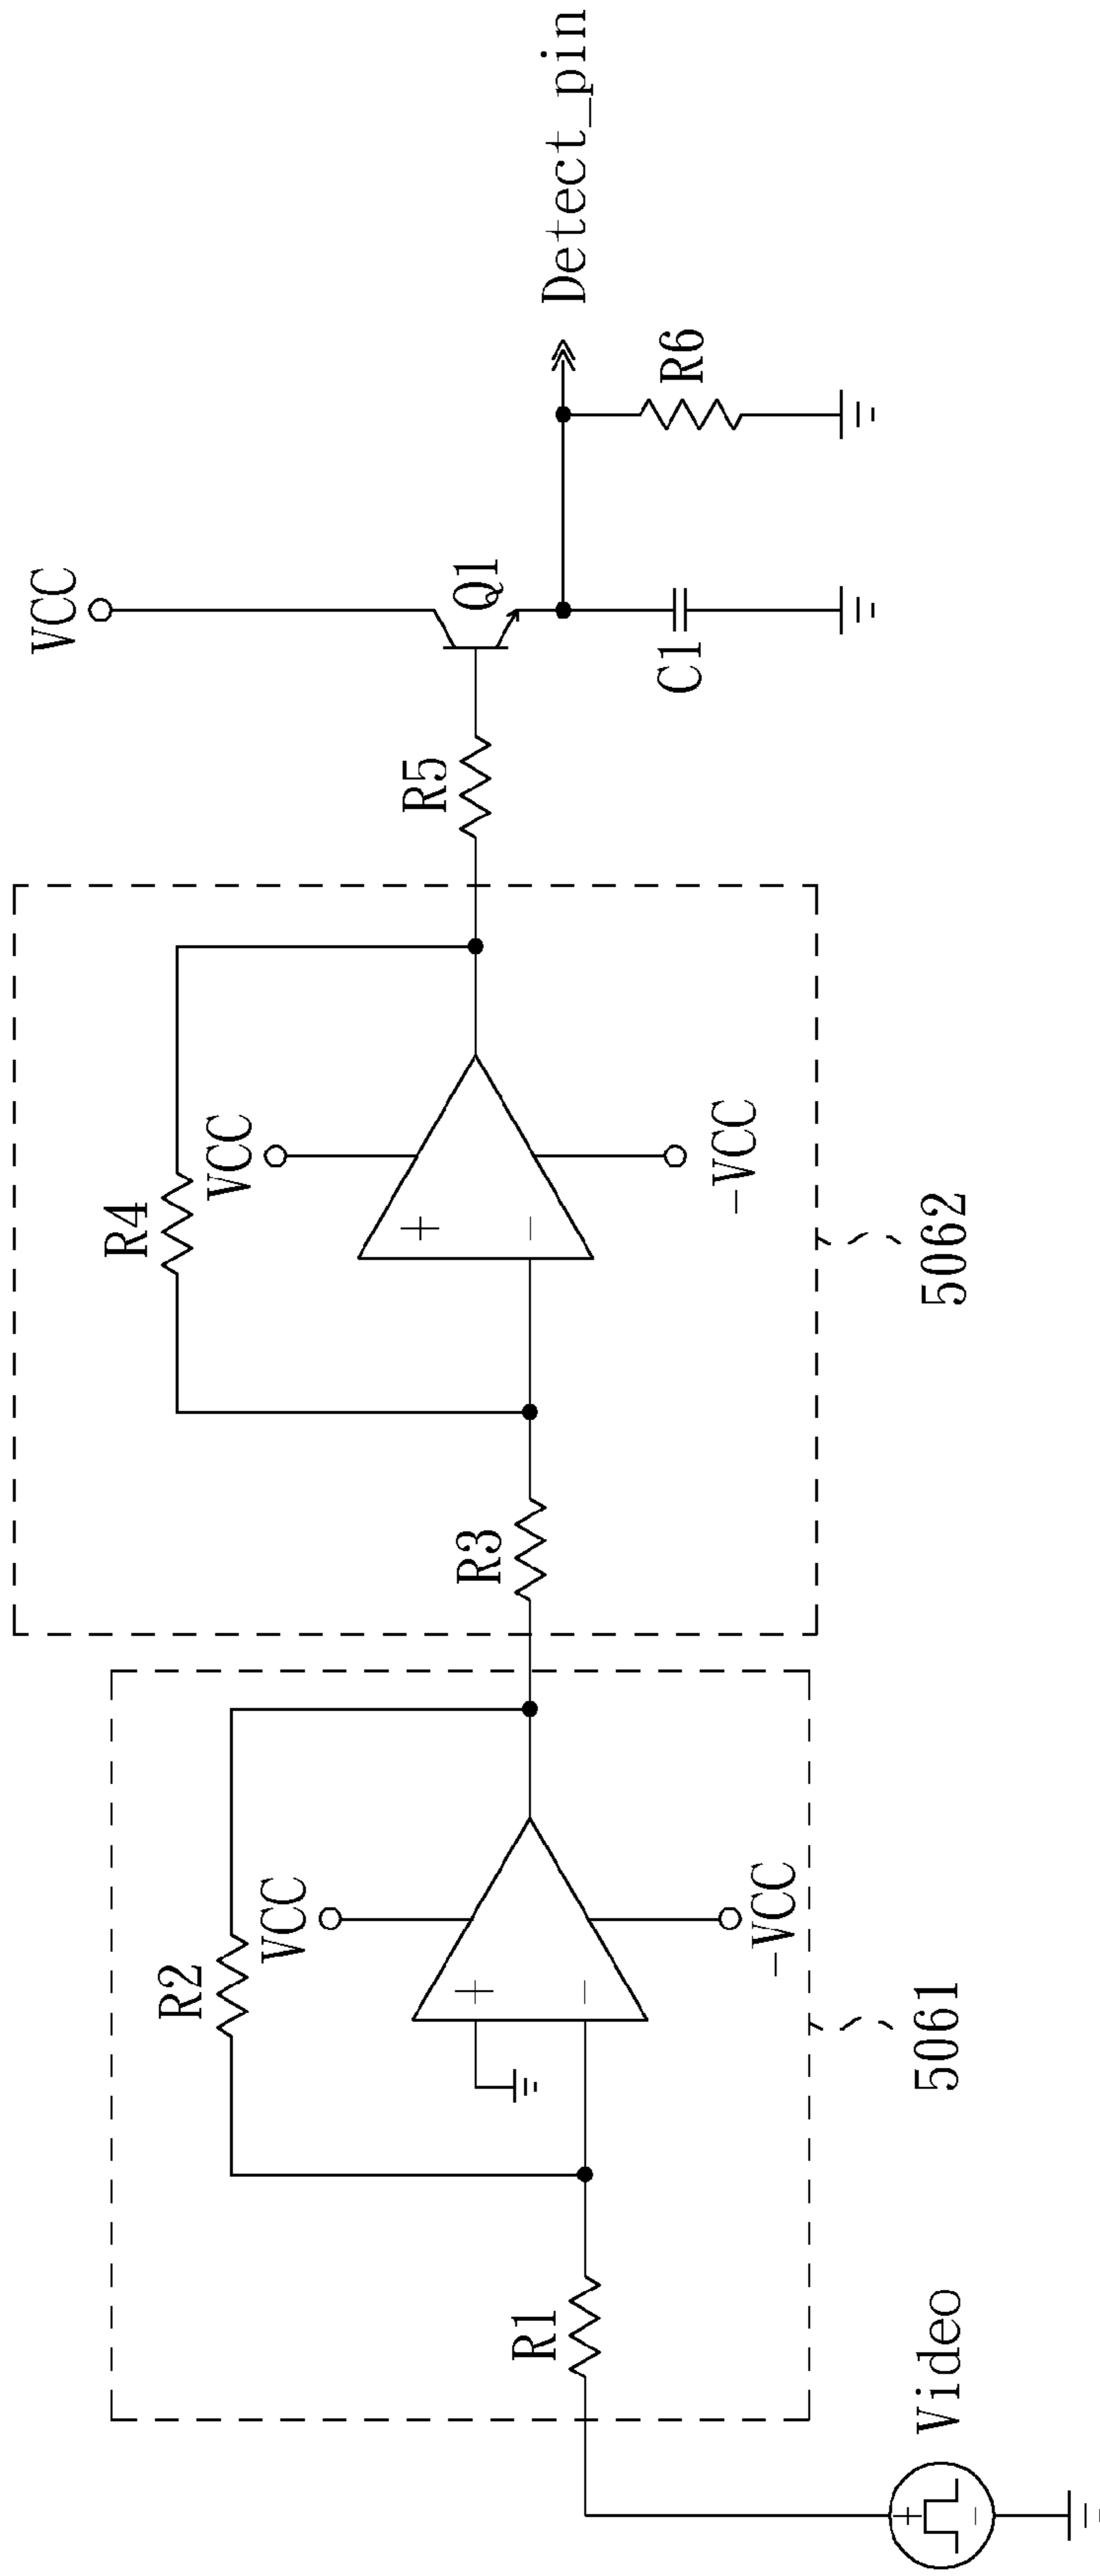 VCC
Detect_pin
R4
R2
VCC
R5
Q1
VCC
+
-
+
-
R3
R1
C1
R6
-VCC
-VCC
Video
+
-
5061
5062